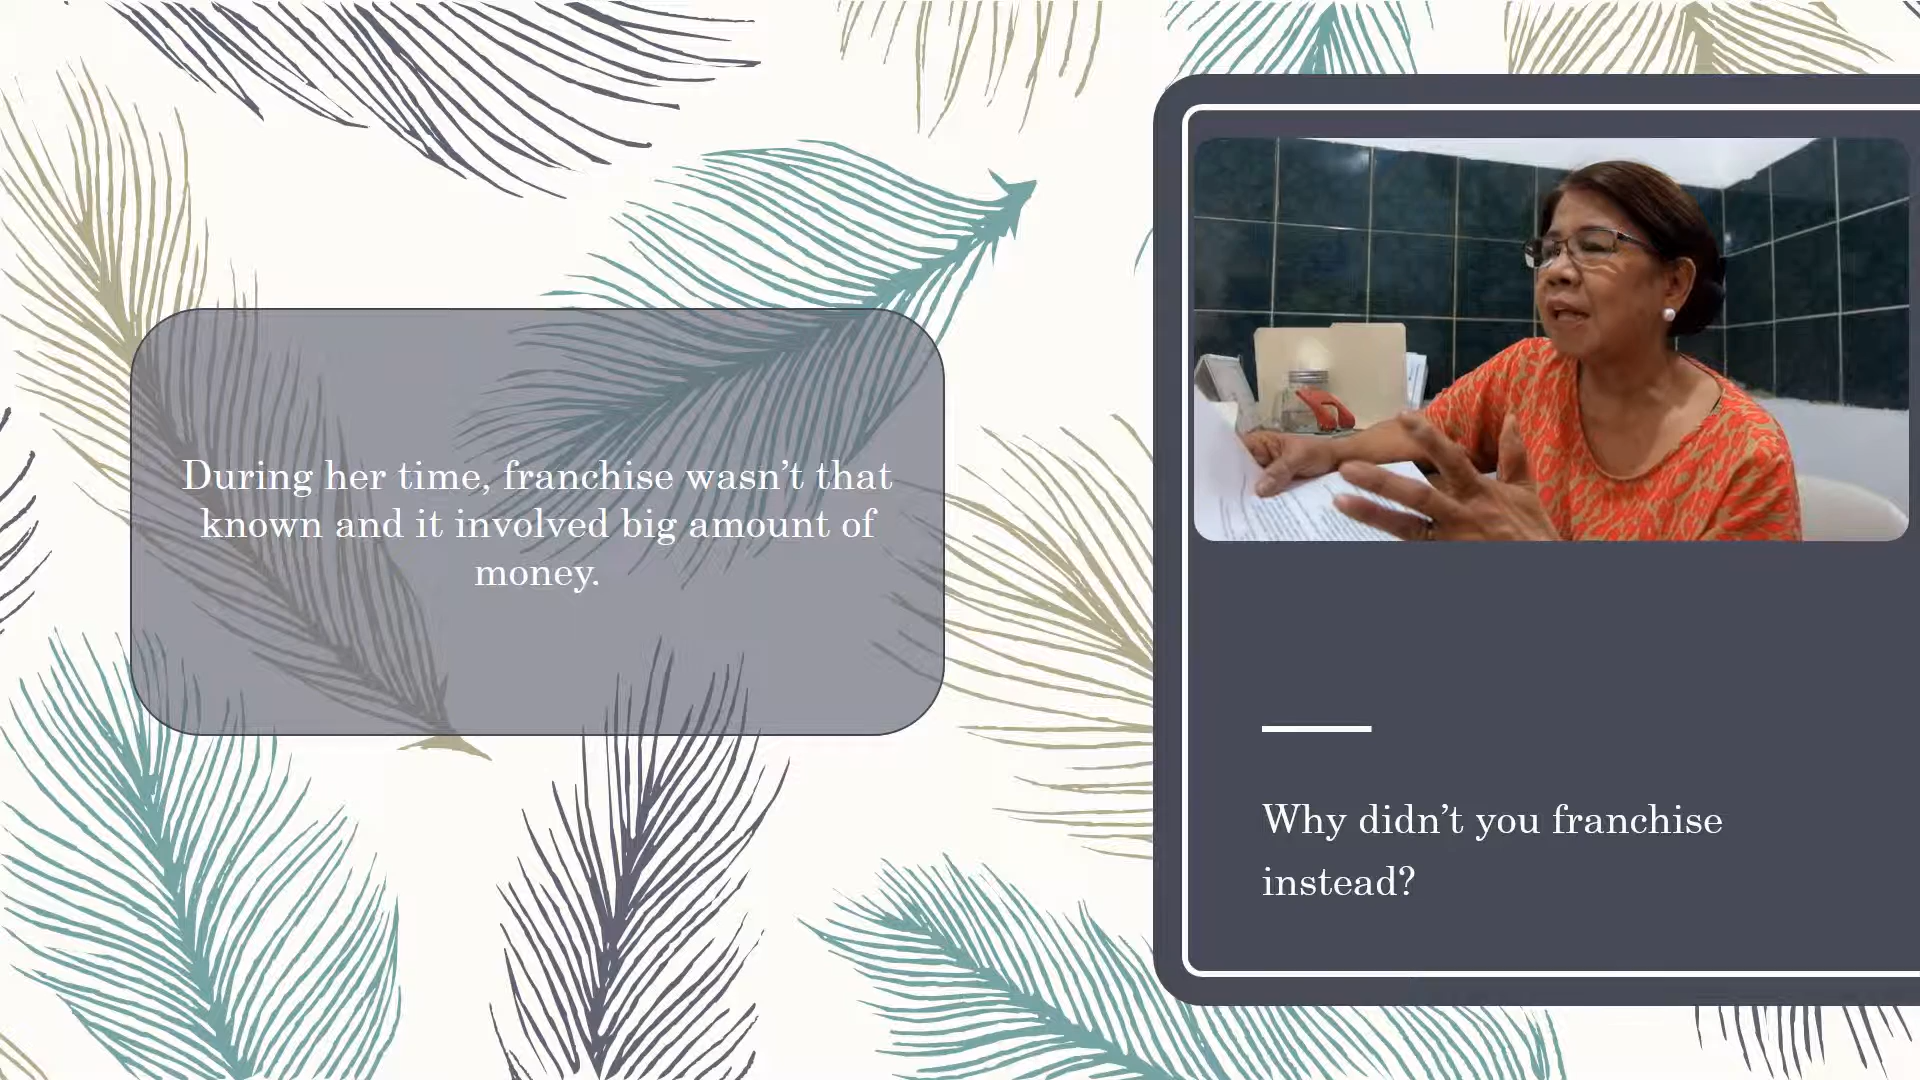 During her time, franchise wasn’t that
known and it involved big amount of
money.
Why didn’t you franchise
instead?